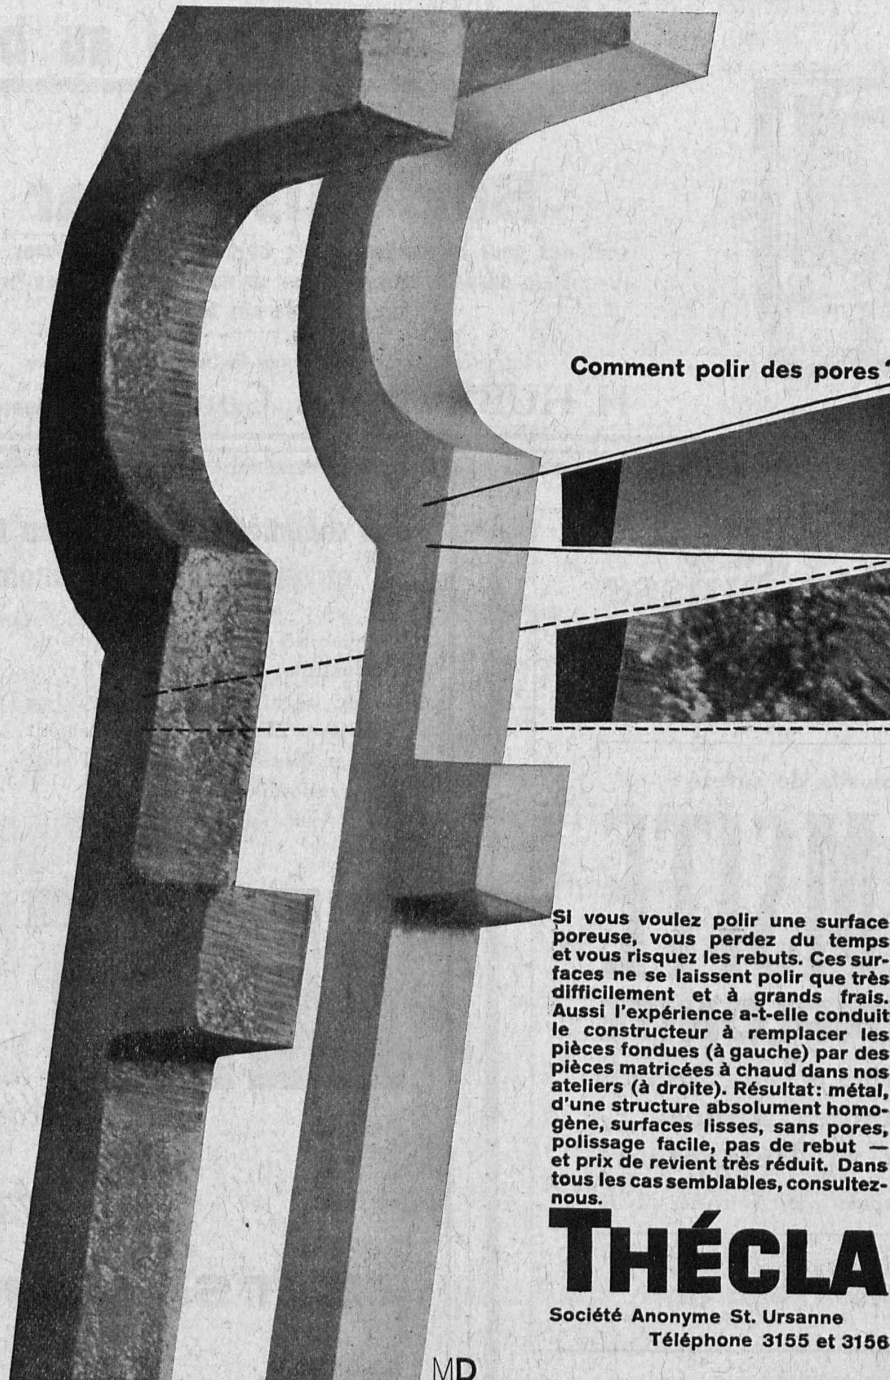 Comment polir des pores?
Si vous voulez polir une surface
poreuse, vous perdez du temps
et vous risquez les rebuts. Ces sur-
faces ne se laissent polir que très
difficilement et à grands frais.
Aussi l'expérience a-t-elle conduit
le constructeur à remplacer les
pièces fondues (à gauche) par des
pièces matricées à chaud dans nos
ateliers (à droite). Résultat: métal,
d'une structure absolument homo-
gène, surfaces lisses, sans pores,
polissage facile, pas de rebut —
et prix de revient très réduit. Dans
tous les cas semblables, consultez-
nous.
THÉCLA
Société Anonyme St. Ursanne
Téléphone 3155 et 3156
MD